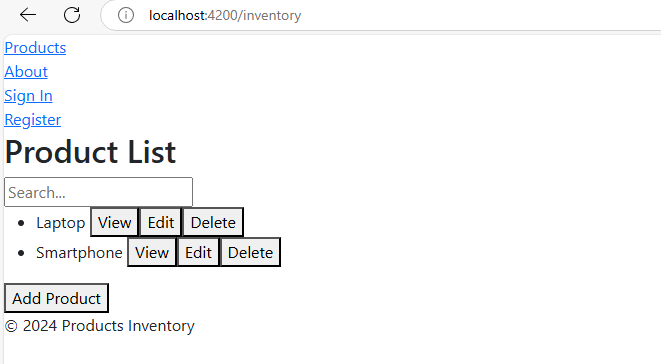 localhost:4200/inventory
Products
About
Sign In
Register
Product List
Search...
Laptop View Edit Delete
Smartphone View Edit Delete
Add Product
© 2024 Products Inventory